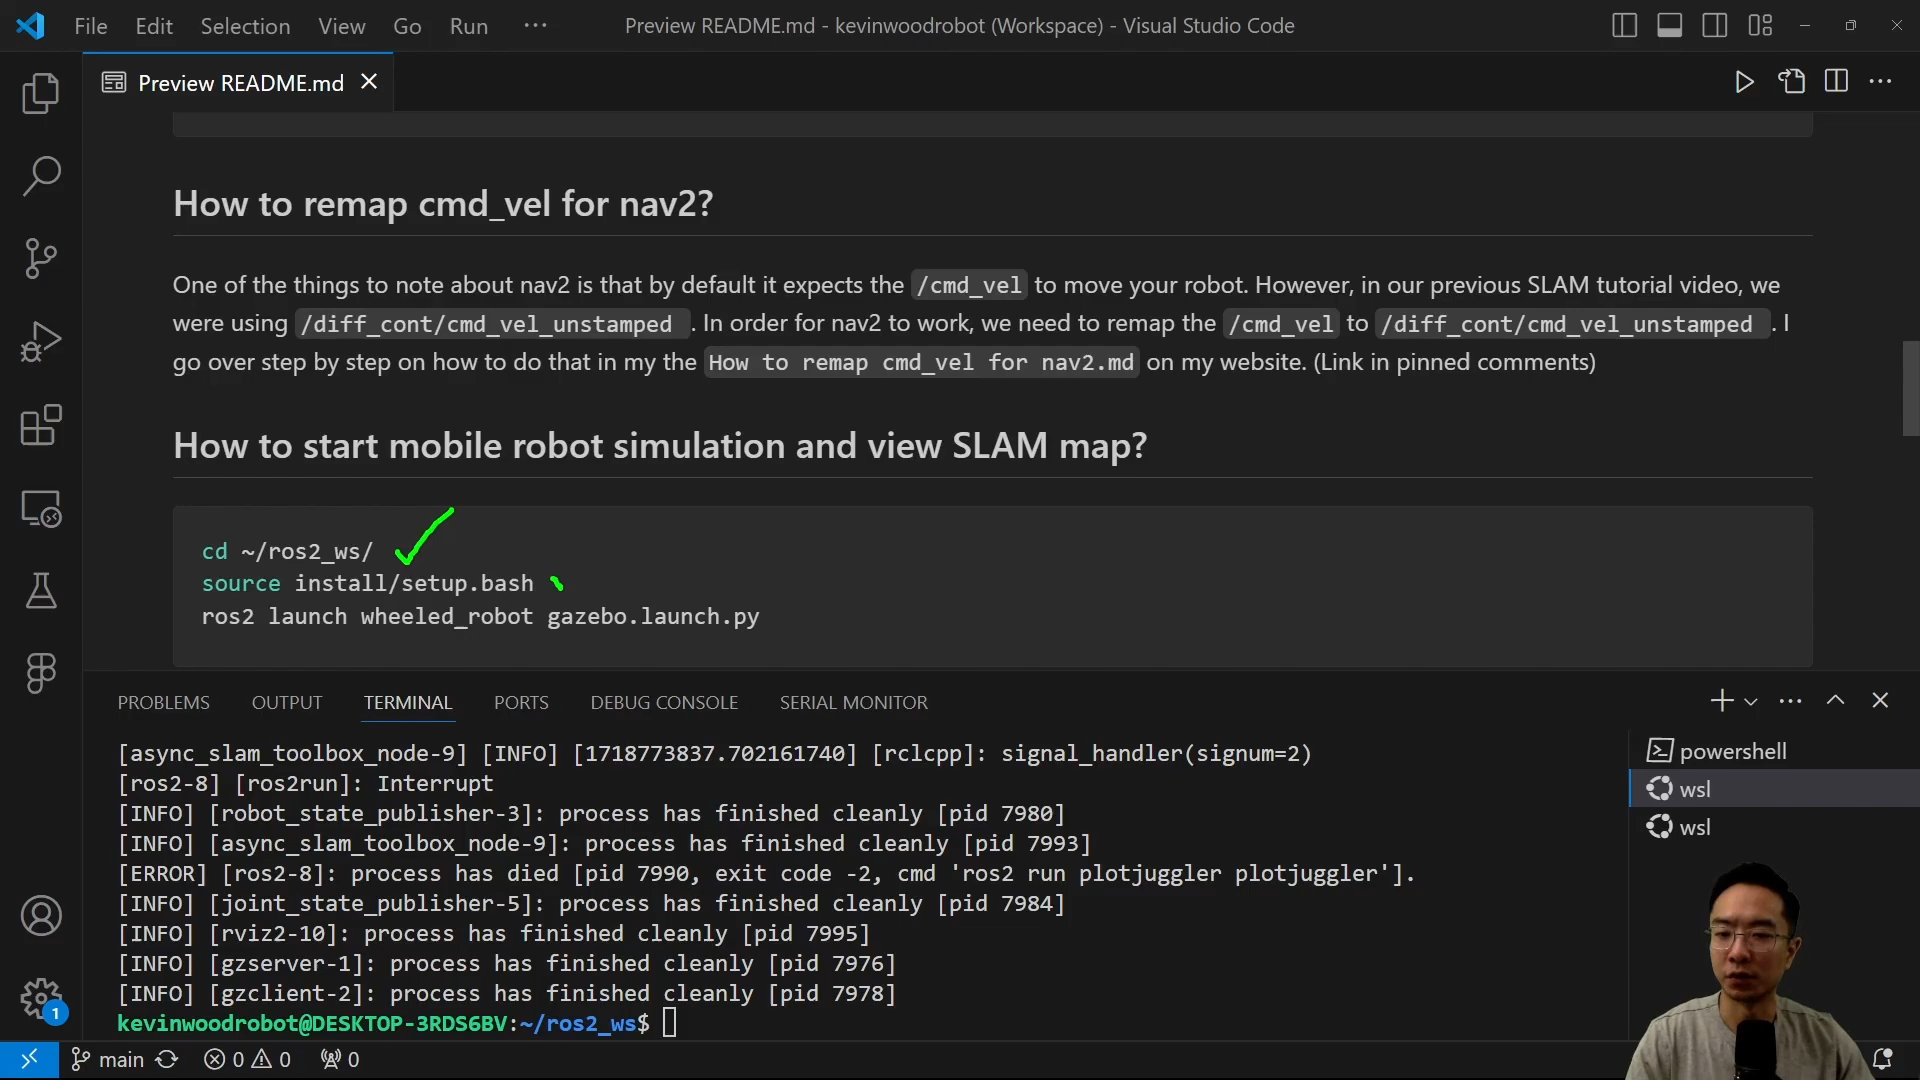 File Edit Selection View Go Run ··· Preview README.md - kevinwoodrobot (Workspace) - Visual Studio Code
Preview README.md
How to remap cmd_vel for nav2?
One of the things to note about nav2 is that by default it expects the /cmd_vel to move your robot. However, in our previous SLAM tutorial video, we
were using /diff_cont/cmd_vel_unstamped . In order for nav2 to work, we need to remap the /cmd_vel to /diff_cont/cmd_vel_unstamped . I
go over step by step on how to do that in my the How to remap cmd_vel for nav2.md on my website. (Link in pinned comments)
How to start mobile robot simulation and view SLAM map?
cd ~/ros2_ws/
source install/setup.bash
ros2 launch wheeled_robot gazebo.launch.py
PROBLEMS OUTPUT TERMINAL PORTS DEBUG CONSOLE SERIAL MONITOR
[async_slam_toolbox_node-9] [INFO] [1718773837.702161740] [rclcpp]: signal_handler(signum=2)
[ros2-8] [ros2run]: Interrupt
[INFO] [robot_state_publisher-3]: process has finished cleanly [pid 7980]
[INFO] [async_slam_toolbox_node-9]: process has finished cleanly [pid 7993]
[ERROR] [ros2-8]: process has died [pid 7990, exit code -2, cmd 'ros2 run plotjuggler plotjuggler'].
[INFO] [joint_state_publisher-5]: process has finished cleanly [pid 7984]
[INFO] [rviz2-10]: process has finished cleanly [pid 7995]
[INFO] [gzserver-1]: process has finished cleanly [pid 7976]
[INFO] [gzclient-2]: process has finished cleanly [pid 7978]
kevinwoodrobot@DESKTOP-3RDS6BV:~/ros2_ws$
powershell
wsl
wsl
1
main 0 0 0